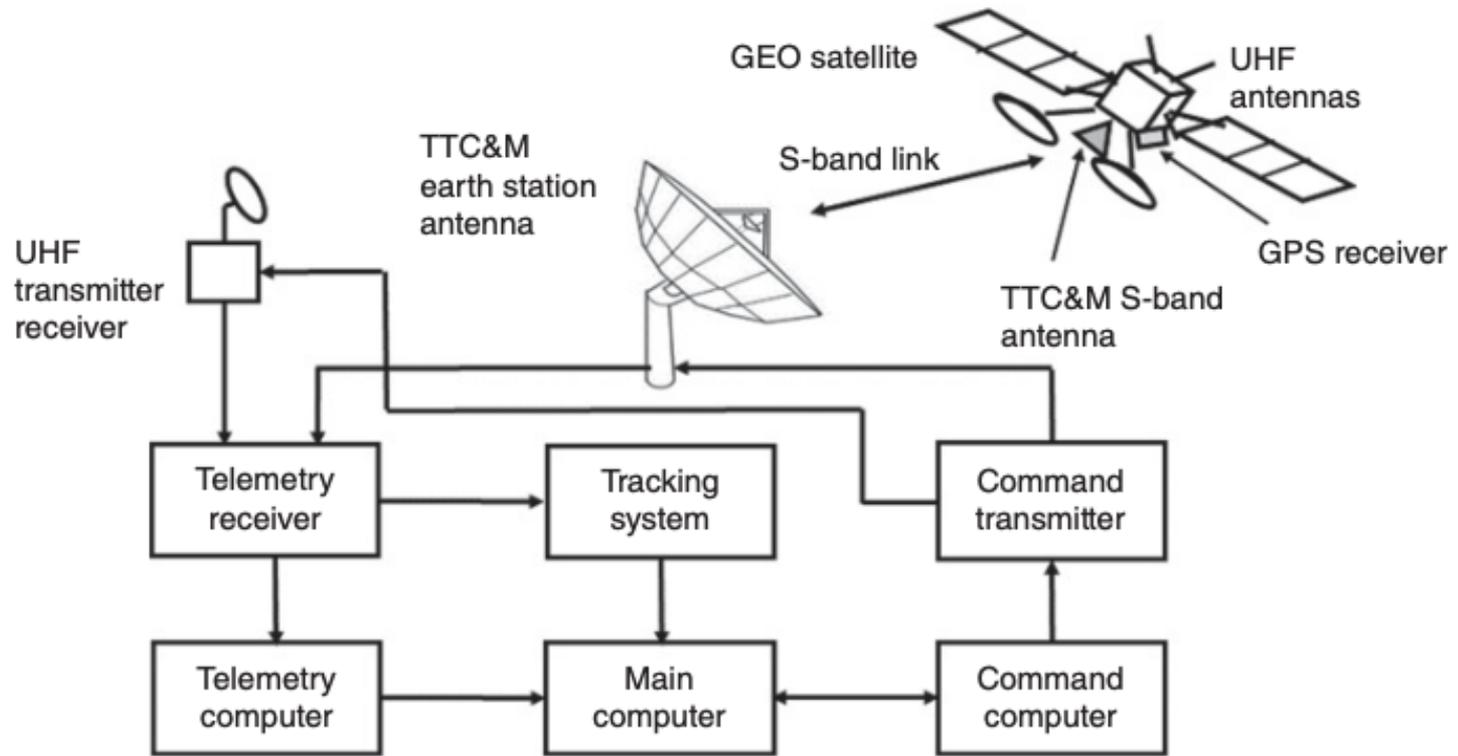 GEO satellite
UHF
antennas
TTC&M
earth station
antenna
S-band link
UHF
transmitter
receiver
GPS receiver
TTC&M S-band
antenna
Telemetry
receiver
Tracking
system
Command
transmitter
Telemetry
computer
Main
computer
Command
computer